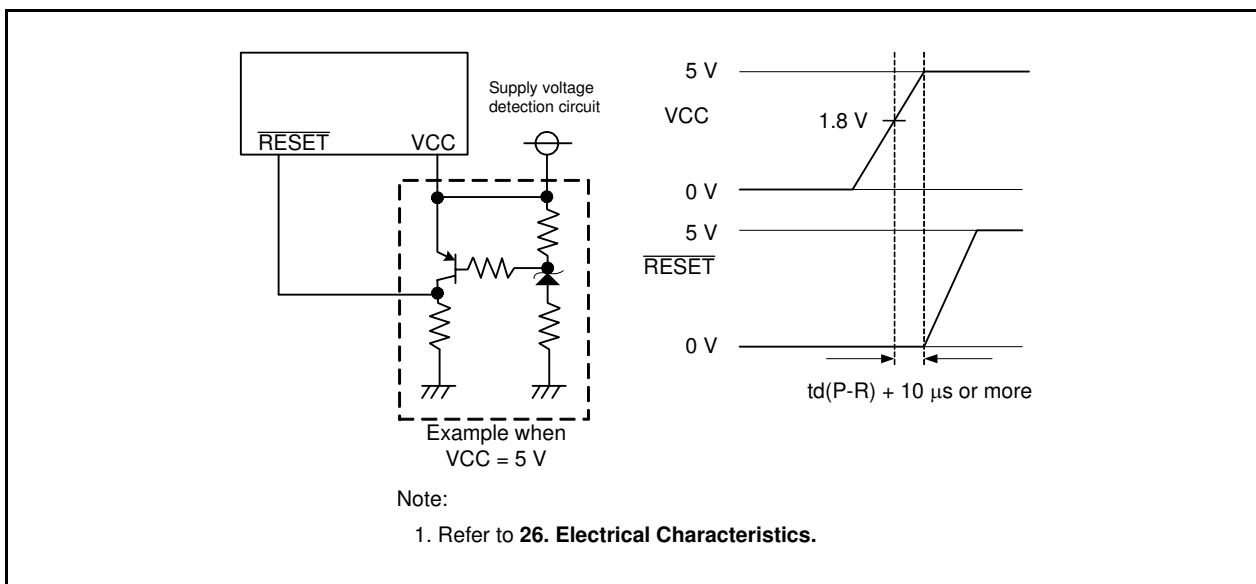 RESET
VCC
Supply voltage
detection circuit
Example when
VCC = 5 V
5 V
VCC
1.8 V
0 V
5 V
RESET
0 V
td(P-R) + 10 μs or more
Note:
1. Refer to 26. Electrical Characteristics.